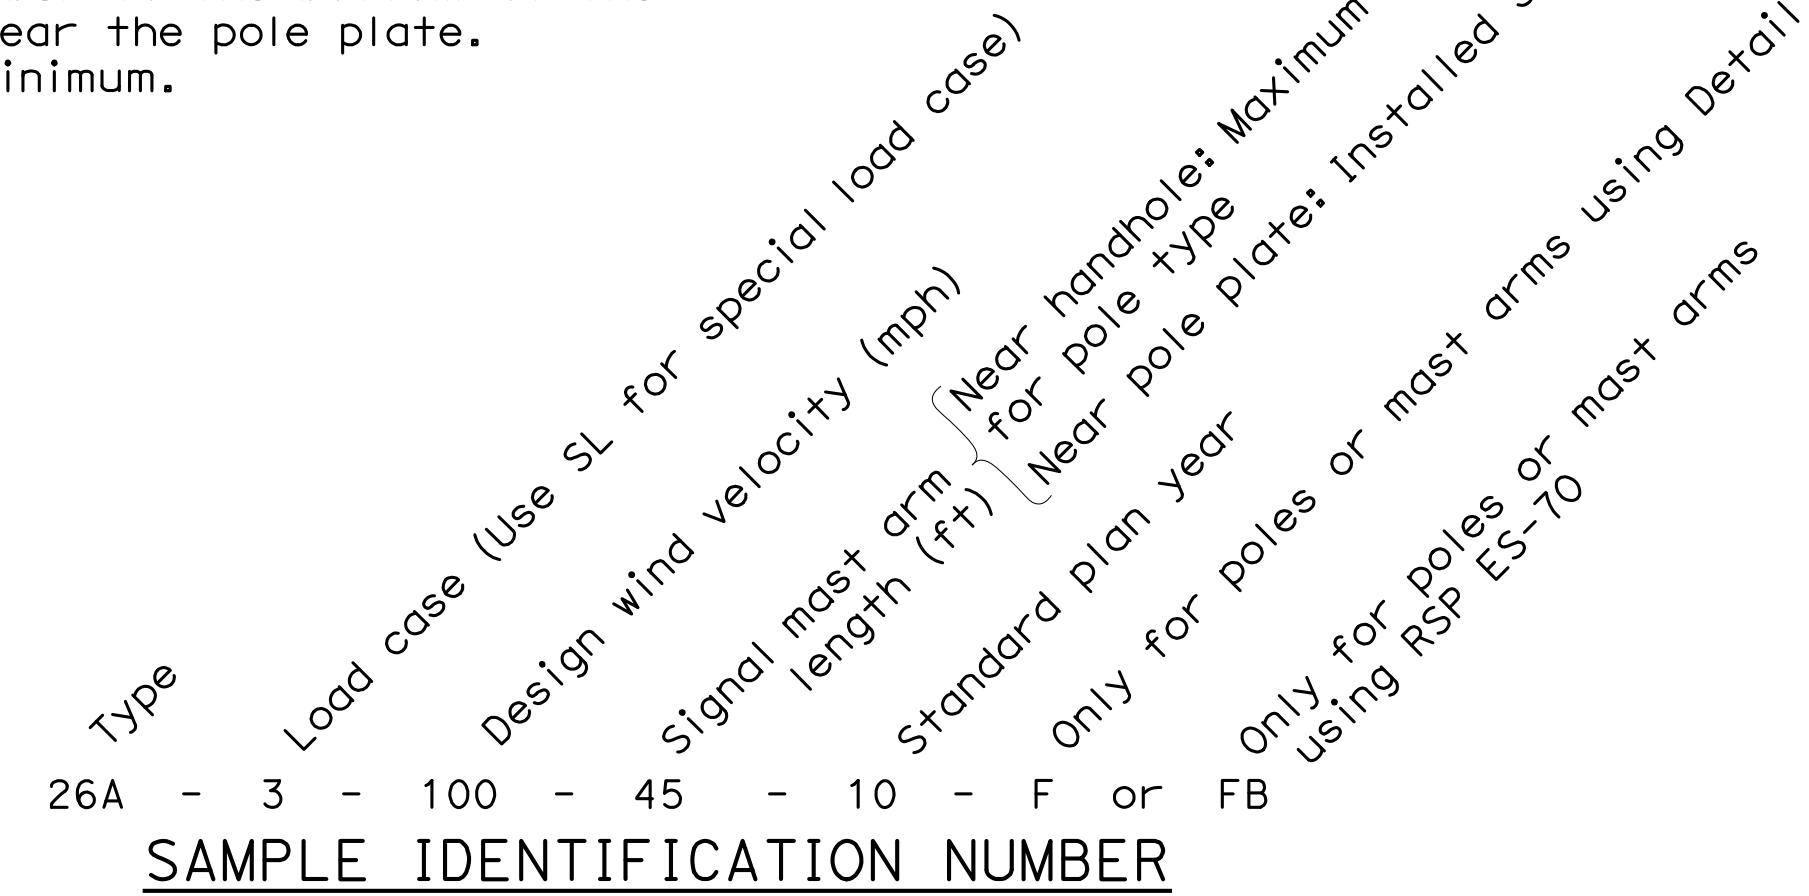 ear the pole plate.
inimum.
Type
Load case (Use SL for special load case)
Design wind velocity (mph)
Signal mast arm
length (ft)
Near handhole: Maximum
for pole type
Near pole plate: Installed
Standard plan year
Only for poles or mast arms using Detail
Only for poles or mast arms
using RSP ES-70
26A - 3 - 100 - 45 - 10 - F or FB
SAMPLE IDENTIFICATION NUMBER